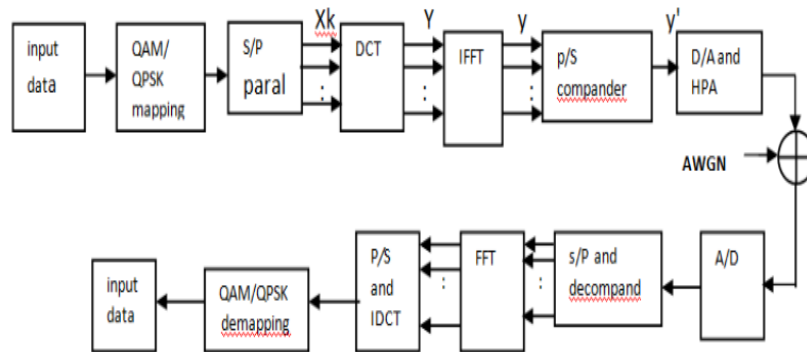 Xk
Y
y
y'
input
data
QAM/
QPSK
mapping
S/P
paral
DCT
IFFT
p/S
compander
D/A and
HPA
:
:
:
AWGN
input
data
QAM/QPSK
demapping
P/S
and
IDCT
FFT
s/P and
decompand
A/D
:
: